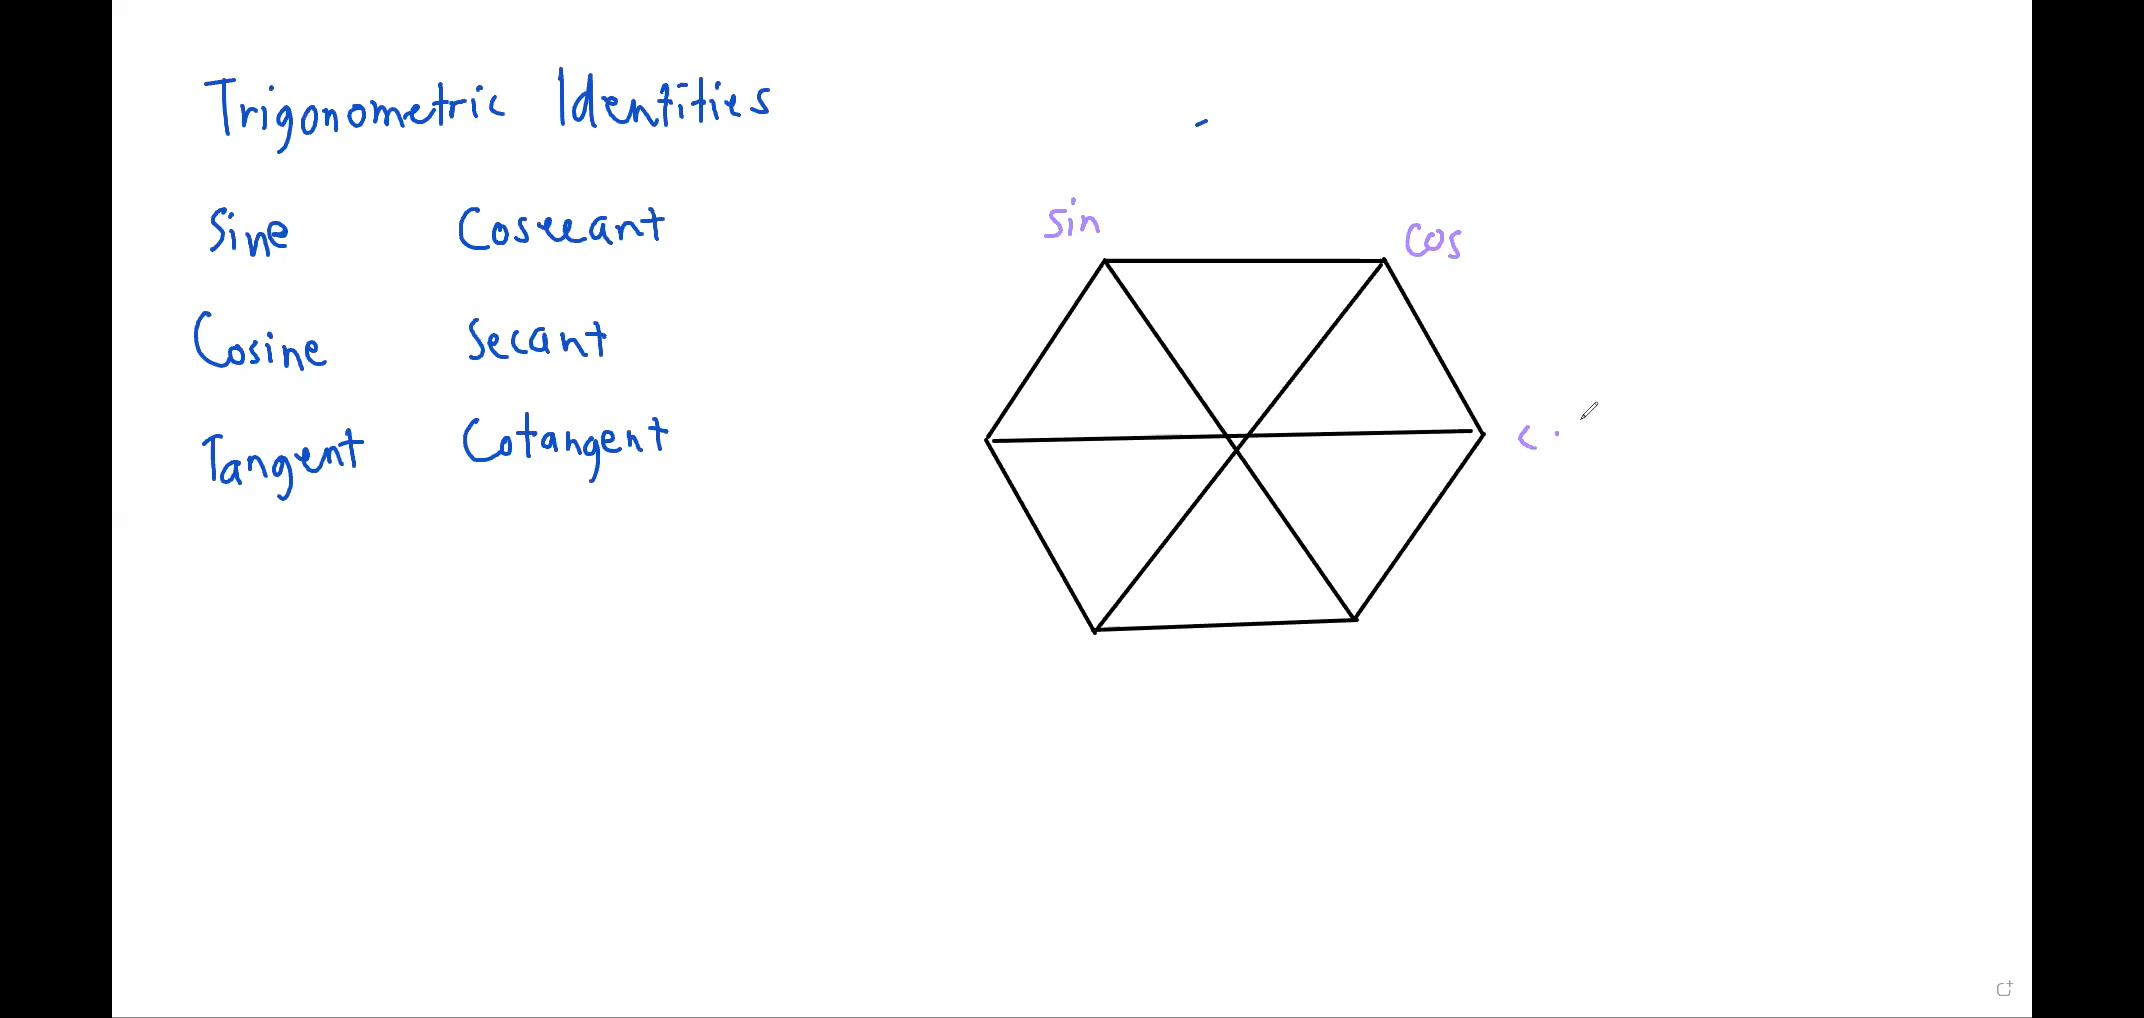 Trigonometric Identities
Sine Cosecant
Cosine Secant
Tangent Cotangent
sin
cos
c